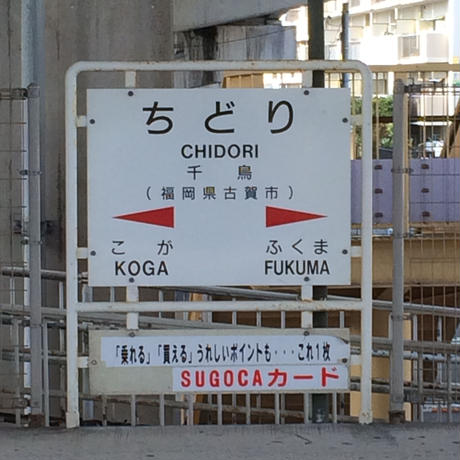 ちどり
CHIDORI
千鳥
（福岡県古賀市）
こが ふくま
KOGA FUKUMA
「乗れる」「買える」うれしいポイントも・・・これ1枚
SUGOCAカード